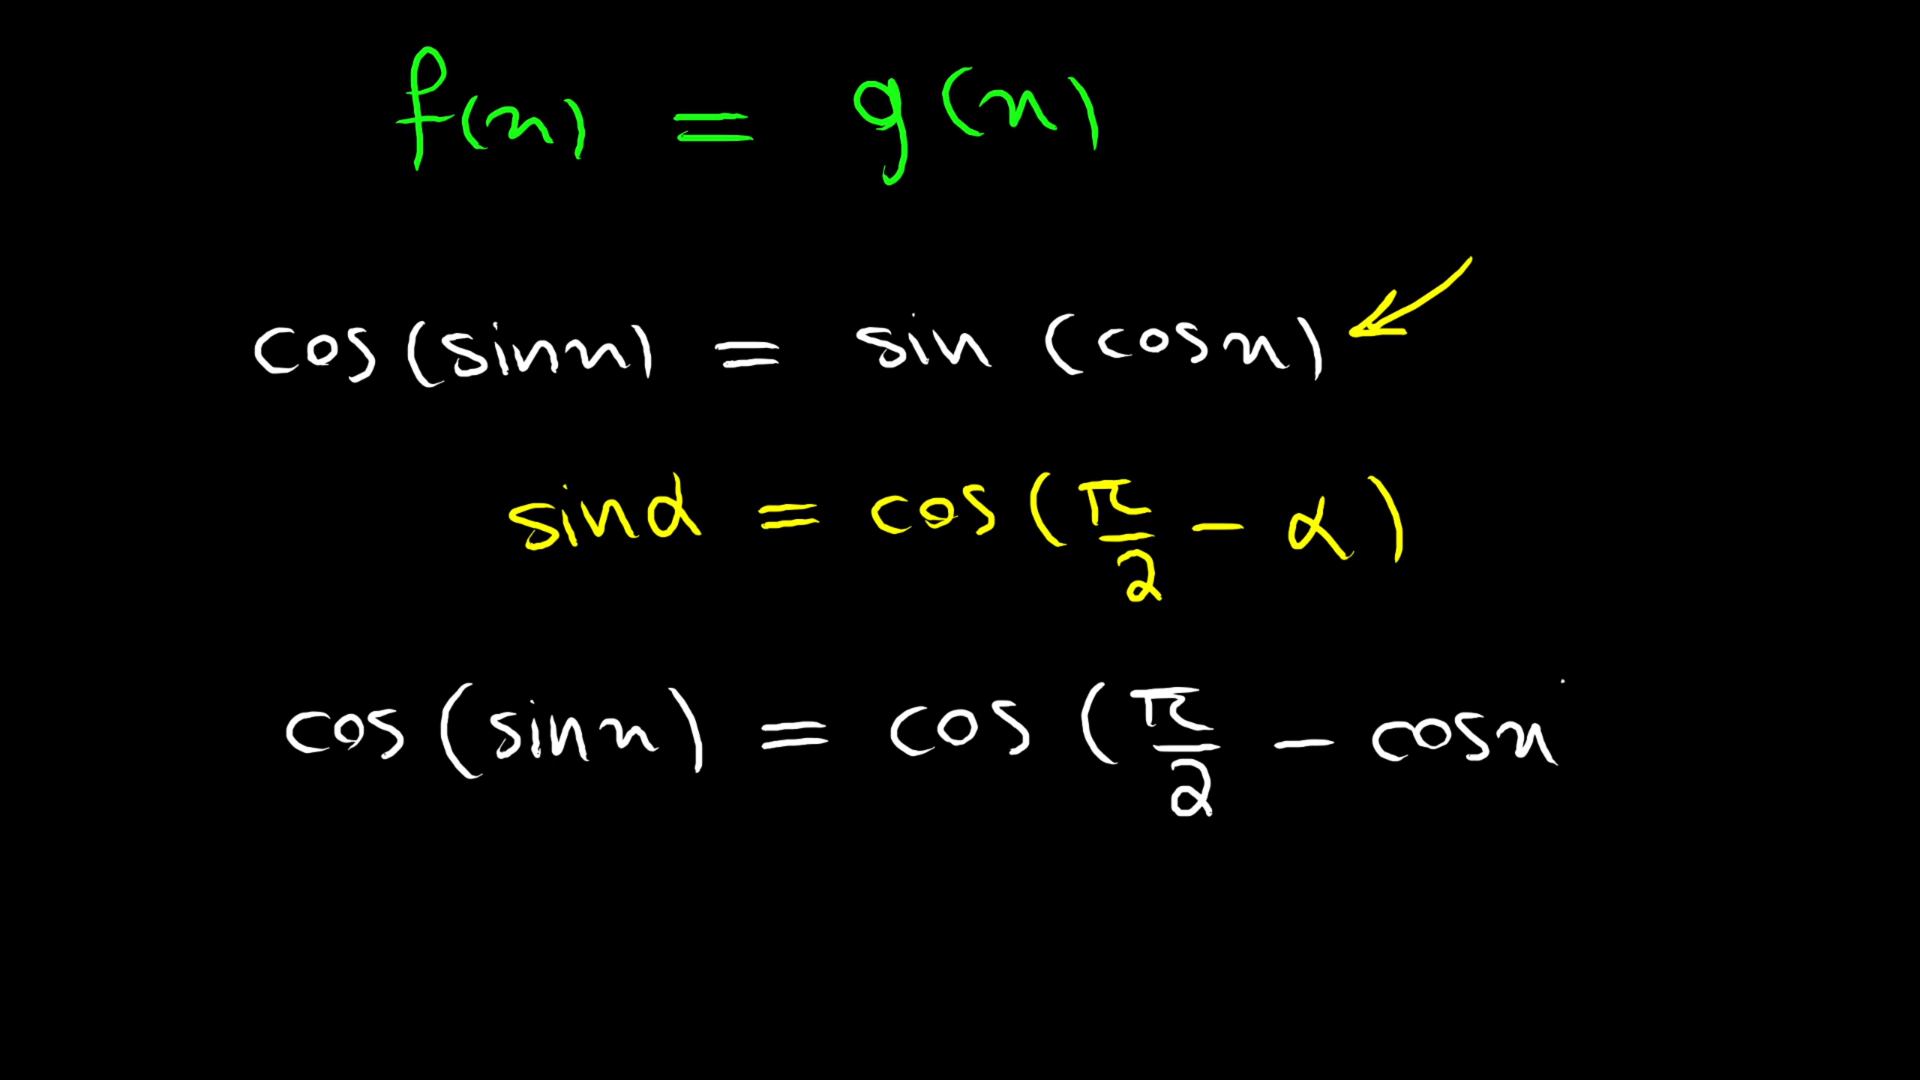 f(x) = g(x)
cos(sinx) = sin(cosx)
sinα = cos(π/2 - α)
cos(sinx) = cos(π/2 - cosx